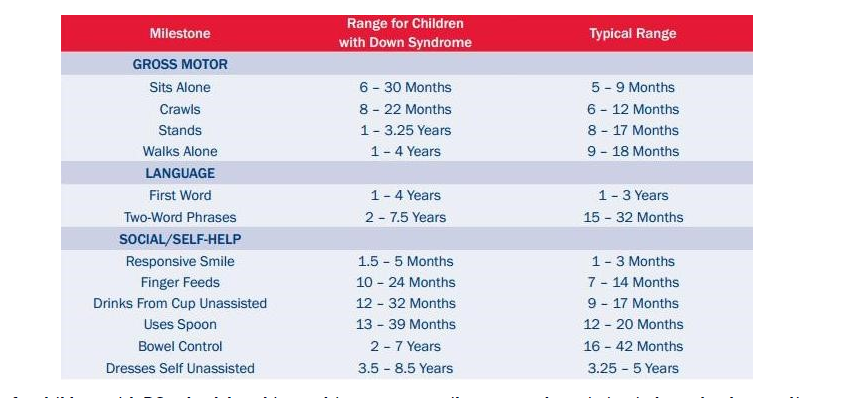 Milestone Range for Children with Down Syndrome Typical Range
GROSS MOTOR
Sits Alone 6 – 30 Months 5 – 9 Months
Crawls 8 – 22 Months 6 – 12 Months
Stands 1 – 3.25 Years 8 – 17 Months
Walks Alone 1 – 4 Years 9 – 18 Months
LANGUAGE
First Word 1 – 4 Years 1 – 3 Years
Two-Word Phrases 2 – 7.5 Years 15 – 32 Months
SOCIAL/SELF-HELP
Responsive Smile 1.5 – 5 Months 1 – 3 Months
Finger Feeds 10 – 24 Months 7 – 14 Months
Drinks From Cup Unassisted 12 – 32 Months 9 – 17 Months
Uses Spoon 13 – 39 Months 12 – 20 Months
Bowel Control 2 – 7 Years 16 – 42 Months
Dresses Self Unassisted 3.5 – 8.5 Years 3.25 – 5 Years